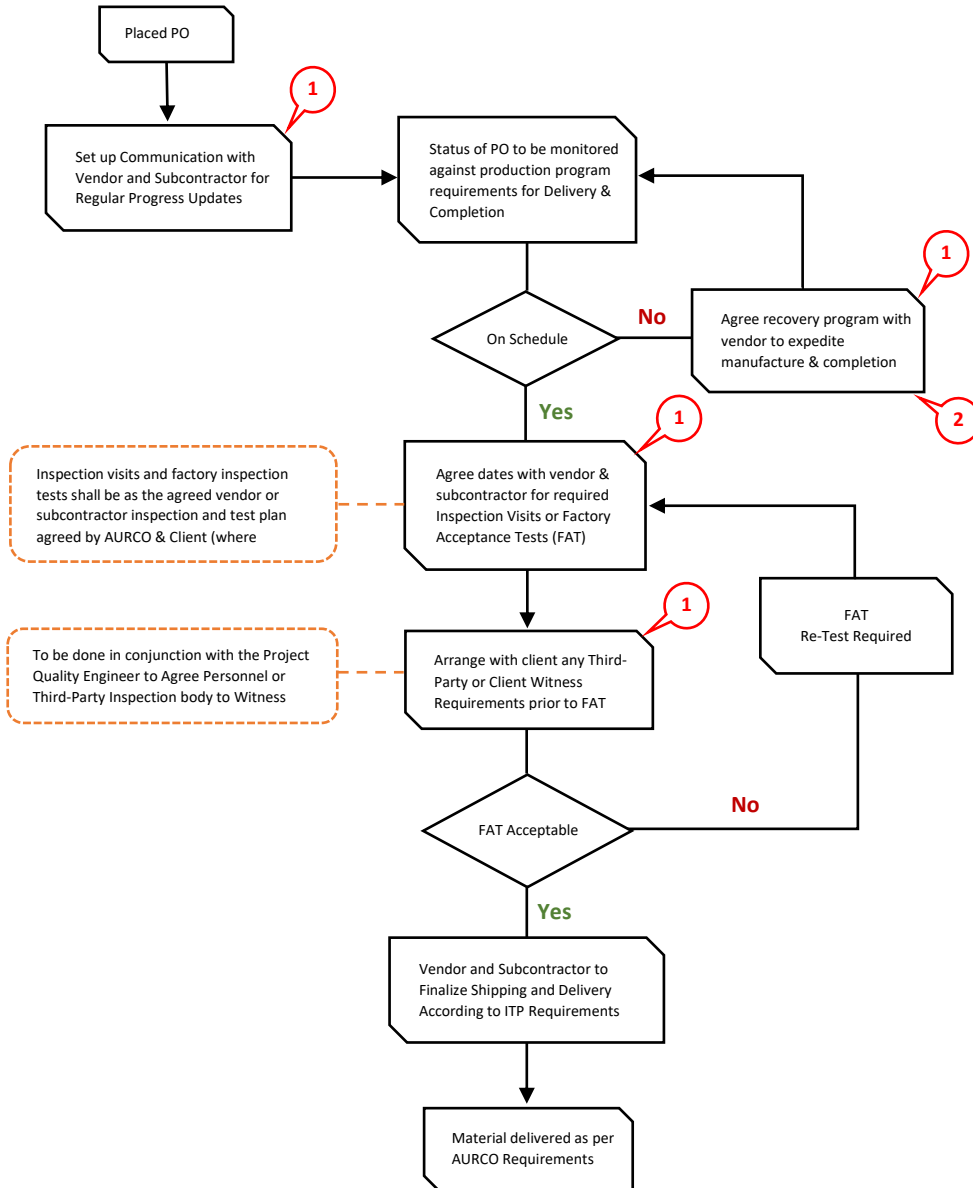 Placed PO
1
Set up Communication with
Vendor and Subcontractor for
Regular Progress Updates
Status of PO to be monitored
against production program
requirements for Delivery &
Completion
1
On Schedule
No
Agree recovery program with
vendor to expedite
manufacture & completion
2
Yes
1
Inspection visits and factory inspection
tests shall be as the agreed vendor or
subcontractor inspection and test plan
agreed by AURCO & Client (where
Agree dates with vendor &
subcontractor for required
Inspection Visits or Factory
Acceptance Tests (FAT)
FAT
Re-Test Required
1
To be done in conjunction with the Project
Quality Engineer to Agree Personnel or
Third-Party Inspection body to Witness
Arrange with client any Third-
Party or Client Witness
Requirements prior to FAT
FAT Acceptable
No
Yes
Vendor and Subcontractor to
Finalize Shipping and Delivery
According to ITP Requirements
Material delivered as per
AURCO Requirements